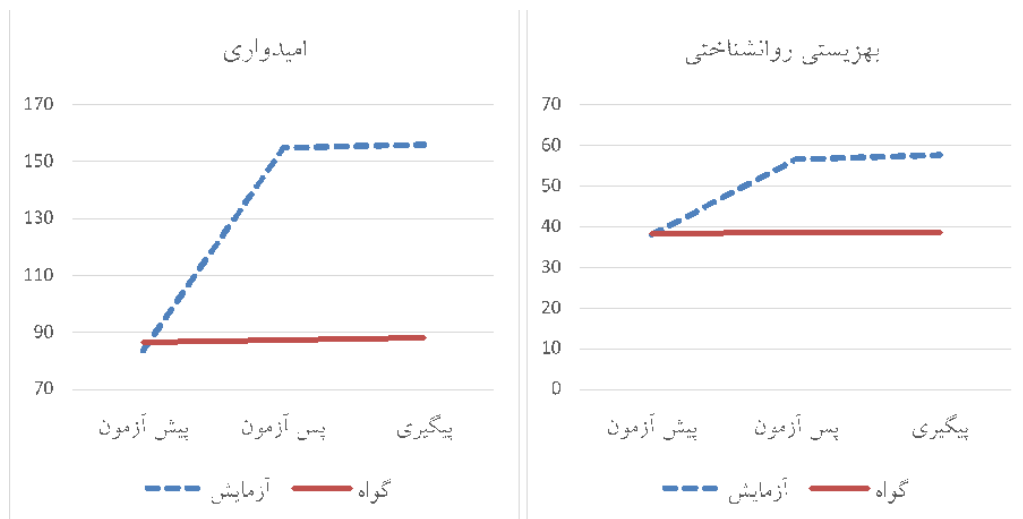 امیدواری
170
150
130
110
90
70
پیش آزمون پس آزمون پیگیری
آزمایش گواه
بهزیستی روانشناختی
70
60
50
40
30
20
10
0
پیش آزمون پس آزمون پیگیری
آزمایش گواه